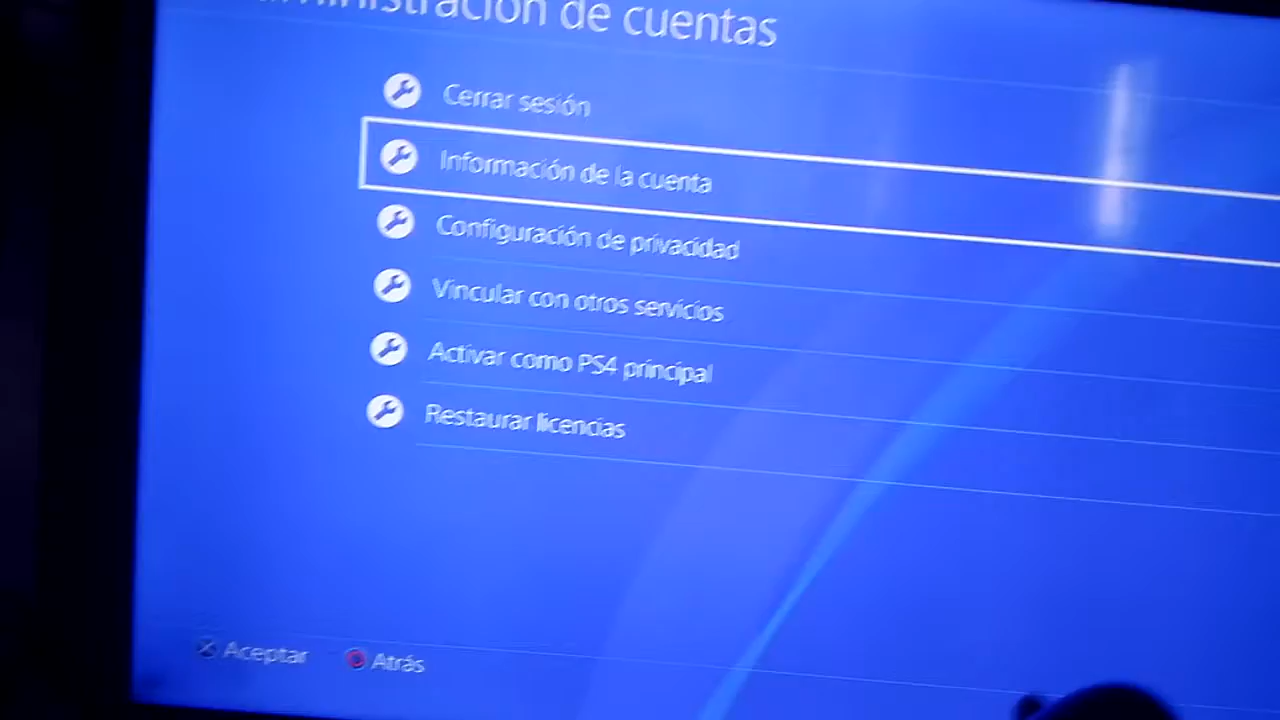 de cuentas
Cerrar sesión
Información de la cuenta
Configuración de privacidad
Vincular con otros servicios
Activar como PS4 principal
Restaurar licencias
Aceptar Atrás